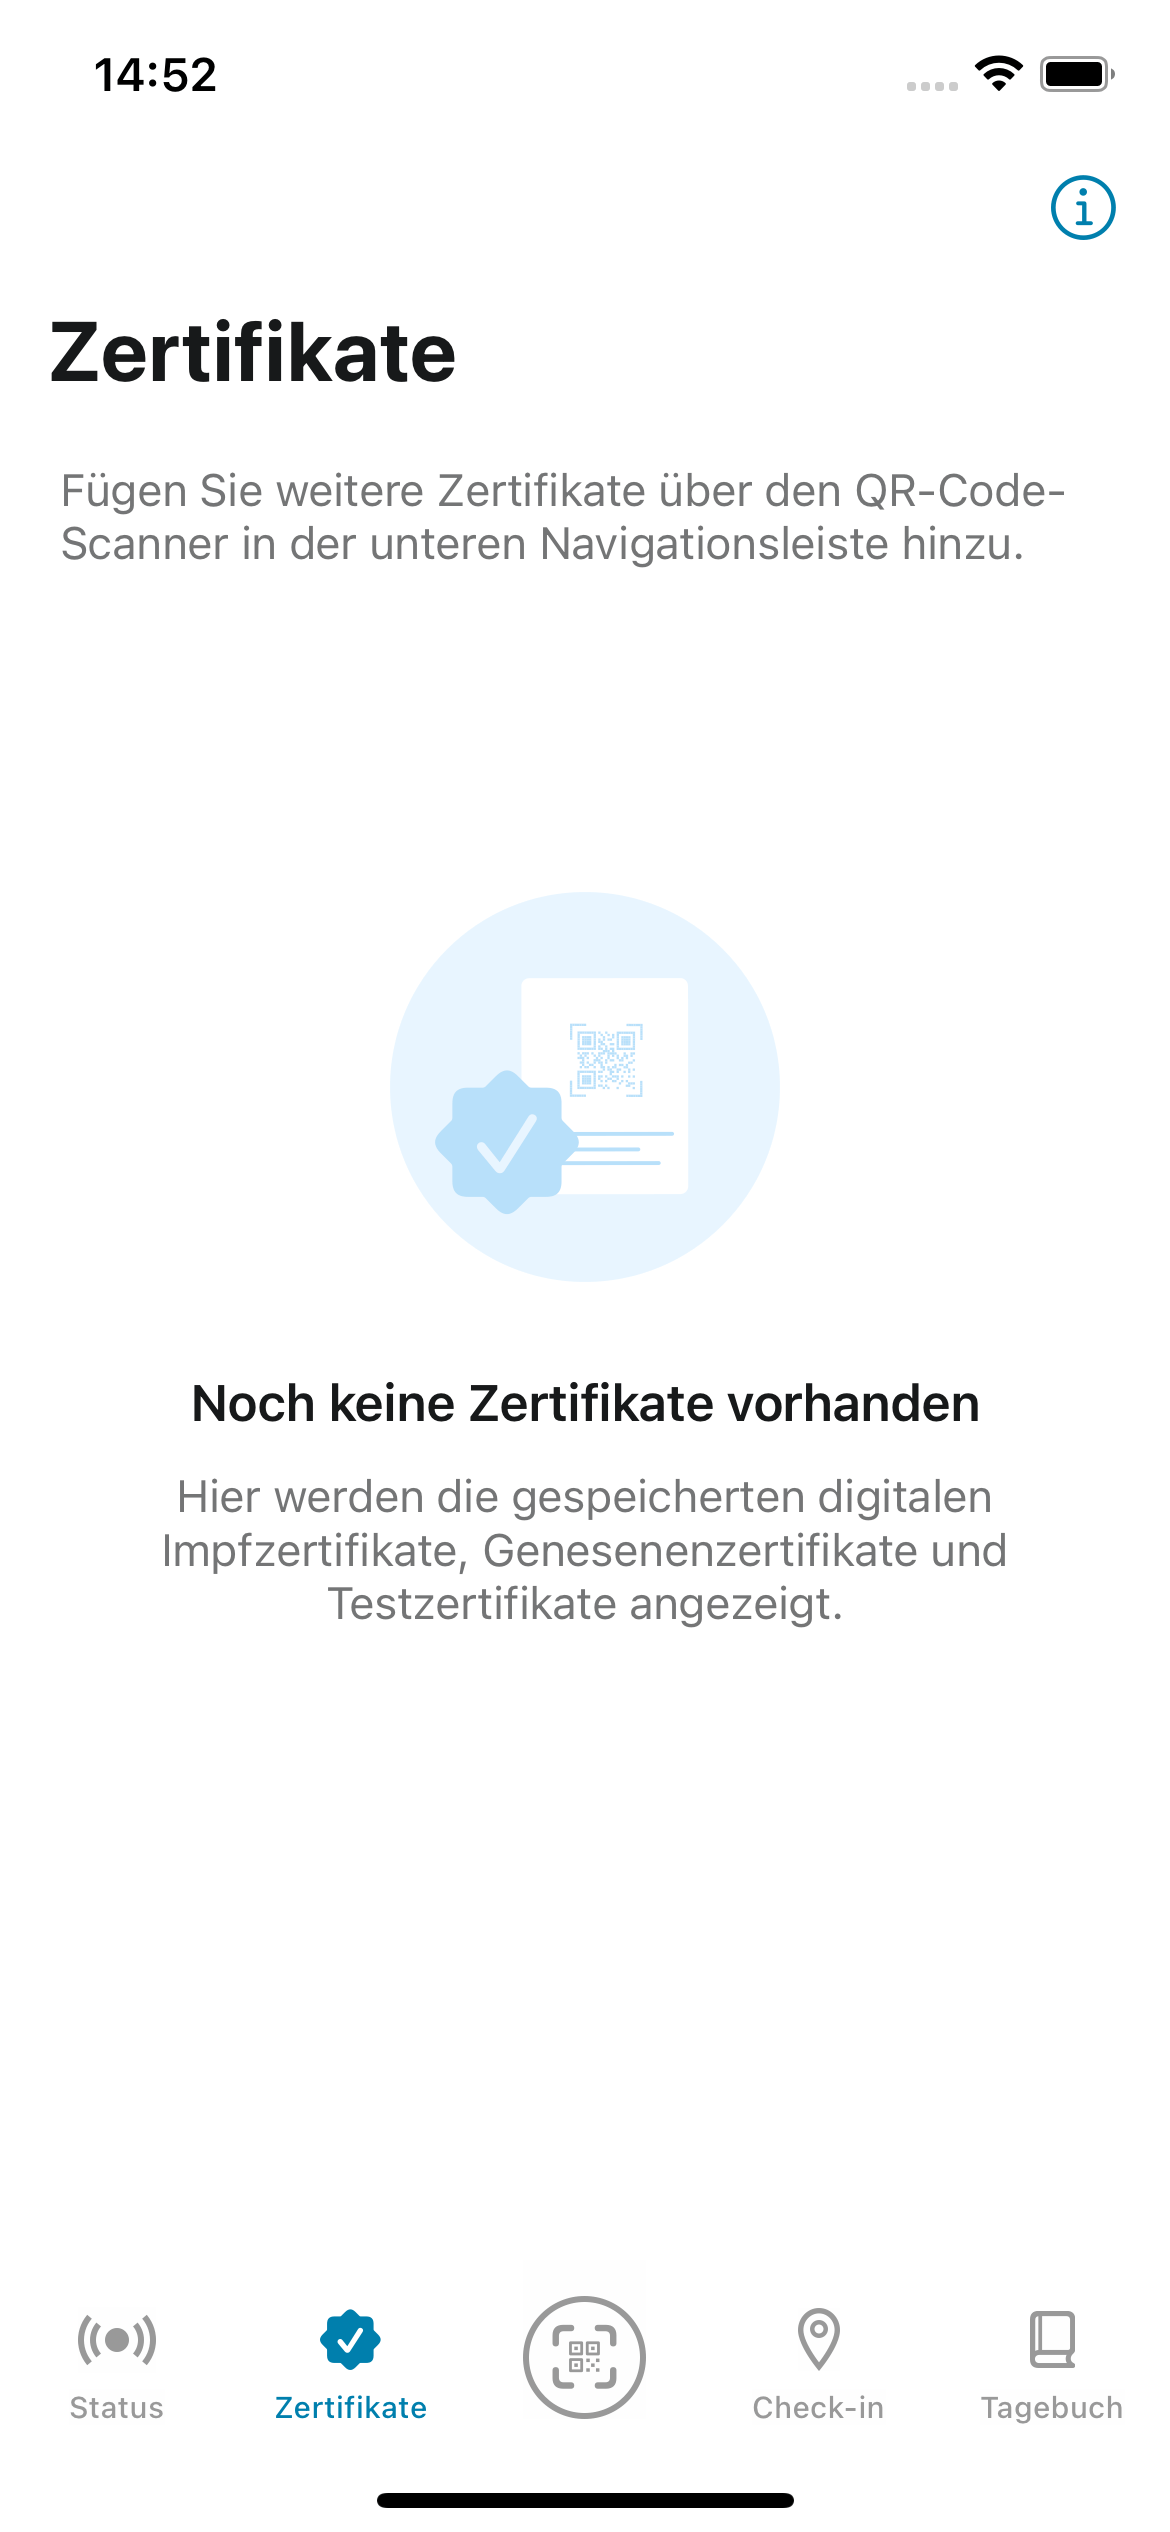 14:52
Zertifikate
Fügen Sie weitere Zertifikate über den QR-Code-
Scanner in der unteren Navigationsleiste hinzu.
Noch keine Zertifikate vorhanden
Hier werden die gespeicherten digitalen
Impfzertifikate, Genesenenzertifikate und
Testzertifikate angezeigt.
Status
Zertifikate
Check-in
Tagebuch